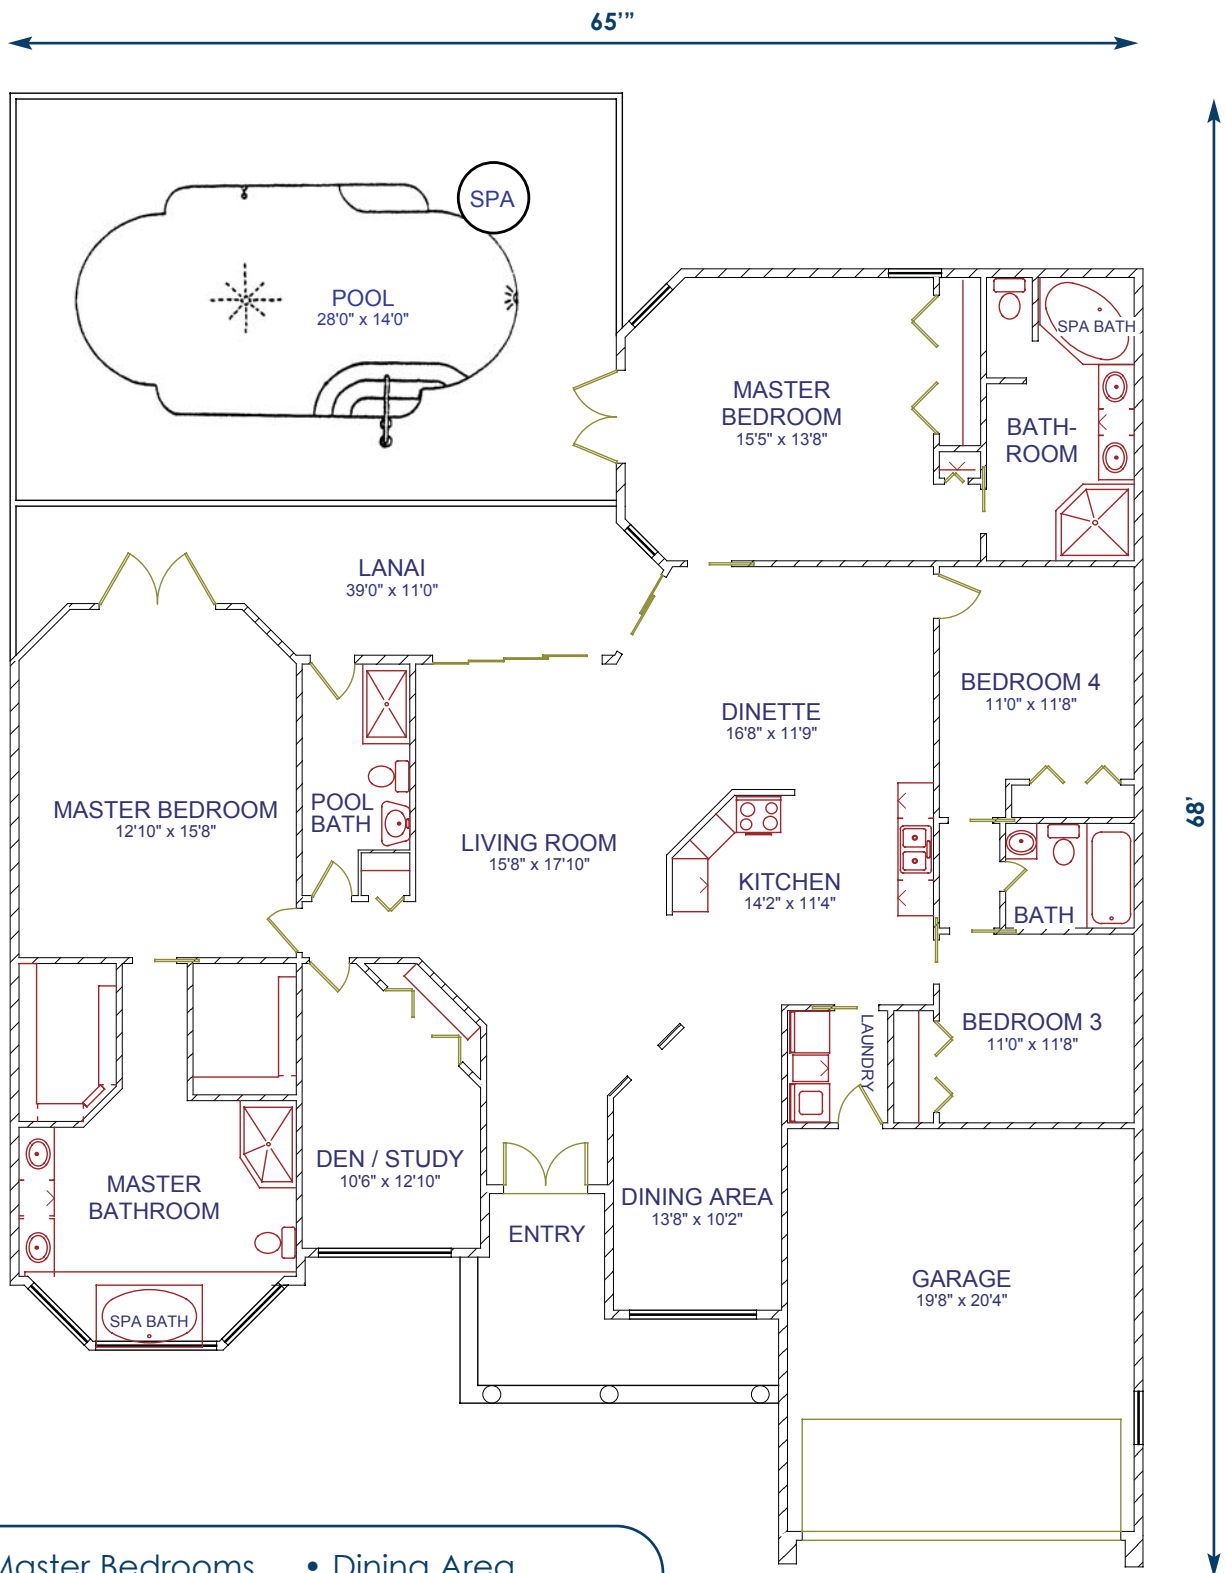 65'"
SPA
POOL
28'0" x 14'0"
SPA BATH
MASTER
BEDROOM
15'5" x 13'8"
BATH-
ROOM
LANAI
39'0" x 11'0"
BEDROOM 4
11'0" x 11'8"
DINETTE
16'8" x 11'9"
MASTER BEDROOM
12'10" x 15'8"
POOL
BATH
LIVING ROOM
15'8" x 17'10"
68'
KITCHEN
14'2" x 11'4"
BATH
LAUNDRY
BEDROOM 3
11'0" x 11'8"
DEN / STUDY
10'6" x 12'10"
MASTER
BATHROOM
DINING AREA
13'8" x 10'2"
ENTRY
GARAGE
19'8" x 20'4"
SPA BATH
Master Bedrooms
• Dining Area